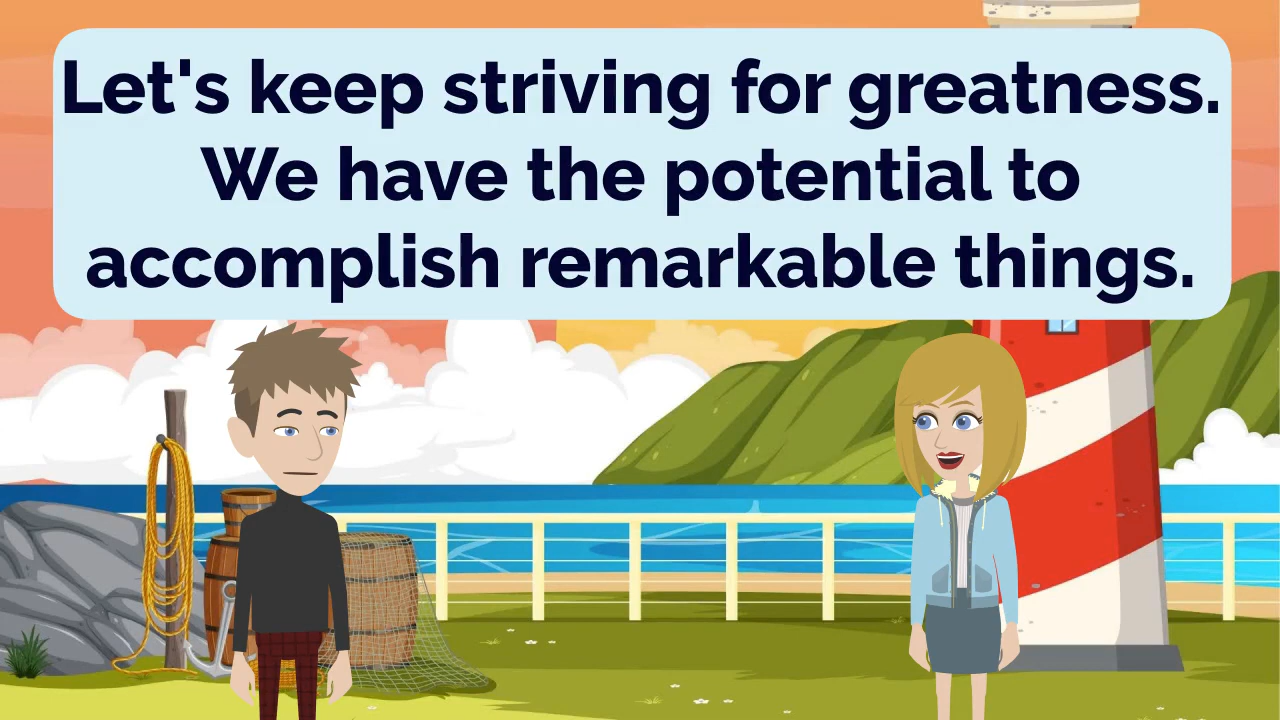 Let's keep striving for greatness.
We have the potential to
accomplish remarkable things.